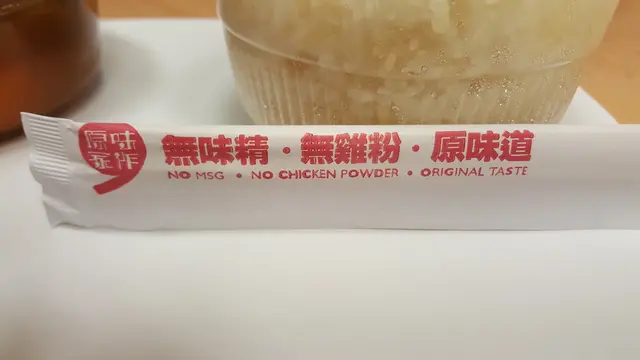 原味
無味精・無雞粉・原味道
NO MSG • NO CHICKEN POWDER • ORIGINAL TASTE